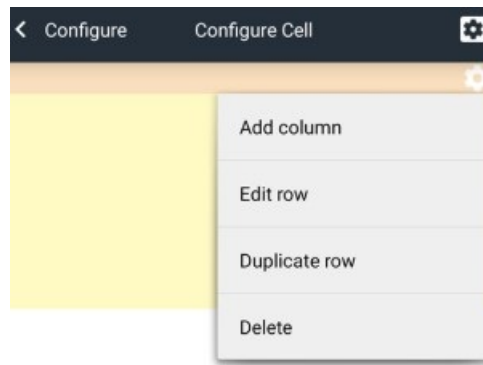 Configure Configure Cell
Add column
Edit row
Duplicate row
Delete